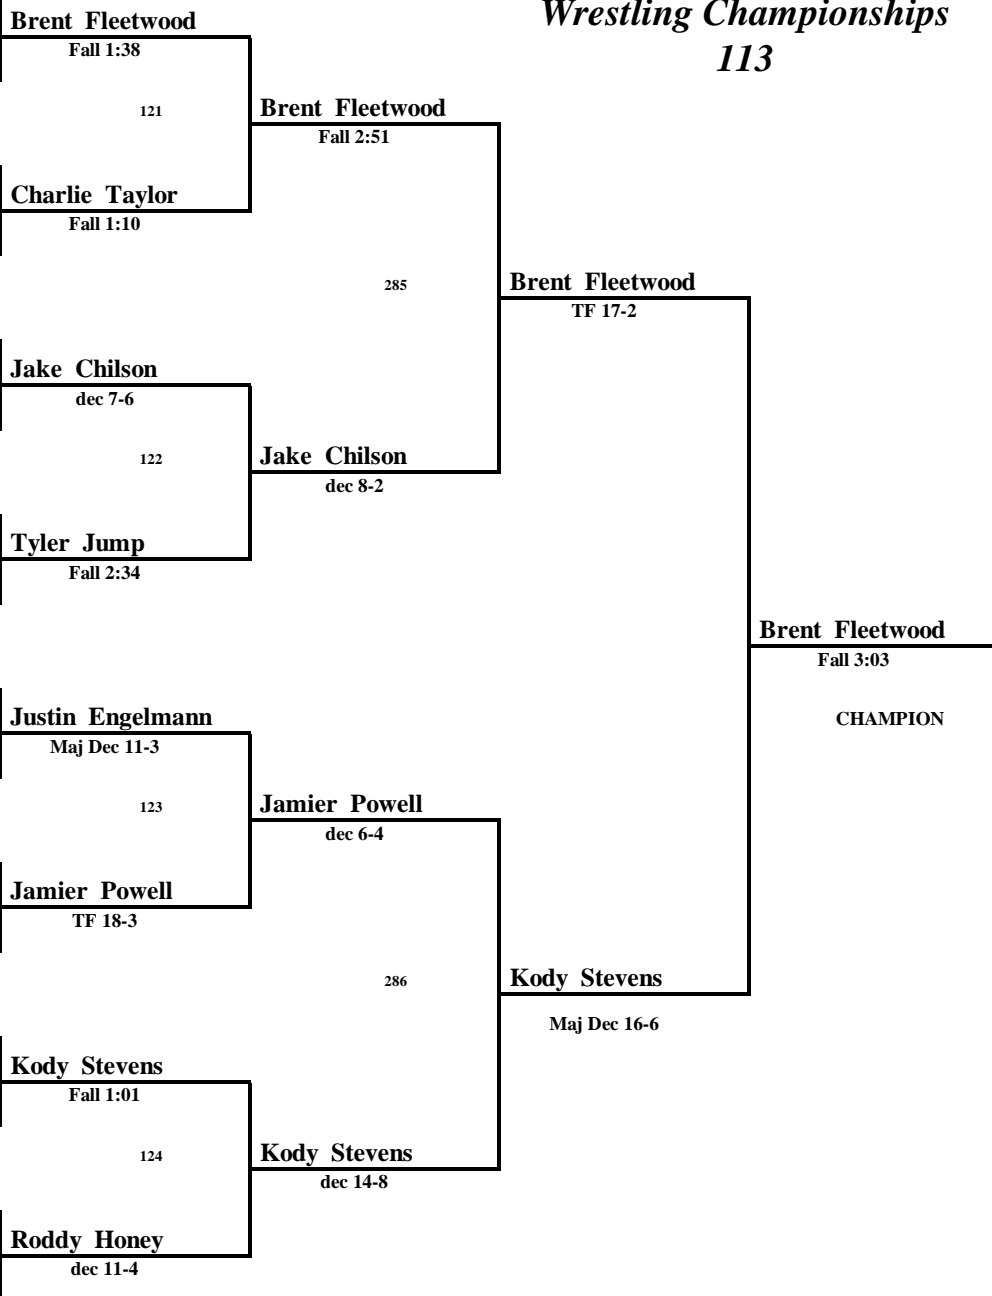 Wrestling Championships
113
Brent Fleetwood
Fall 1:38
121
Brent Fleetwood
Fall 2:51
Charlie Taylor
Fall 1:10
285
Brent Fleetwood
TF 17-2
Jake Chilson
dec 7-6
122
Jake Chilson
dec 8-2
Tyler Jump
Fall 2:34
Brent Fleetwood
Fall 3:03
CHAMPION
Justin Engelmann
Maj Dec 11-3
123
Jamier Powell
dec 6-4
Jamier Powell
TF 18-3
286
Kody Stevens
Maj Dec 16-6
Kody Stevens
Fall 1:01
124
Kody Stevens
dec 14-8
Roddy Honey
dec 11-4